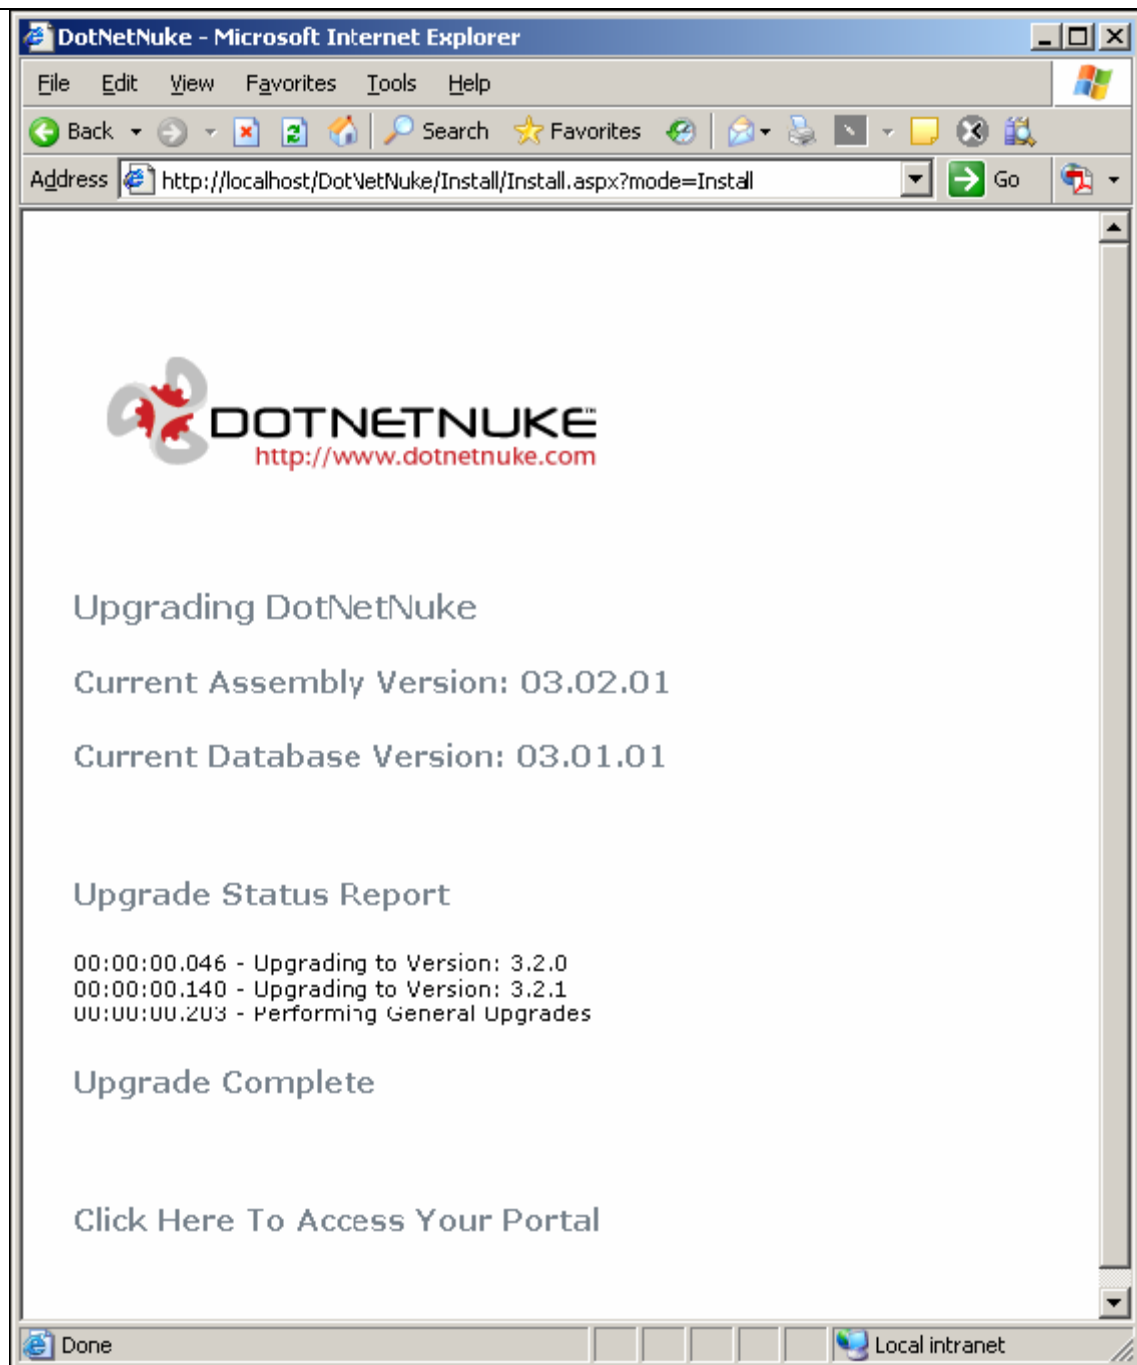 DotNetNuke - Microsoft Internet Explorer
File Edit View Favorites Tools Help
Back Search Favorites
Address http://localhost/DotNetNuke/Install/Install.aspx?mode=Install Go
DOTNETNUKE™
http://www.dotnetnuke.com
Upgrading DotNetNuke
Current Assembly Version: 03.02.01
Current Database Version: 03.01.01
Upgrade Status Report
00:00:00.046 - Upgrading to Version: 3.2.0
00:00:00.140 - Upgrading to Version: 3.2.1
00:00:00.203 - Performing General Upgrades
Upgrade Complete
Click Here To Access Your Portal
Done Local intranet